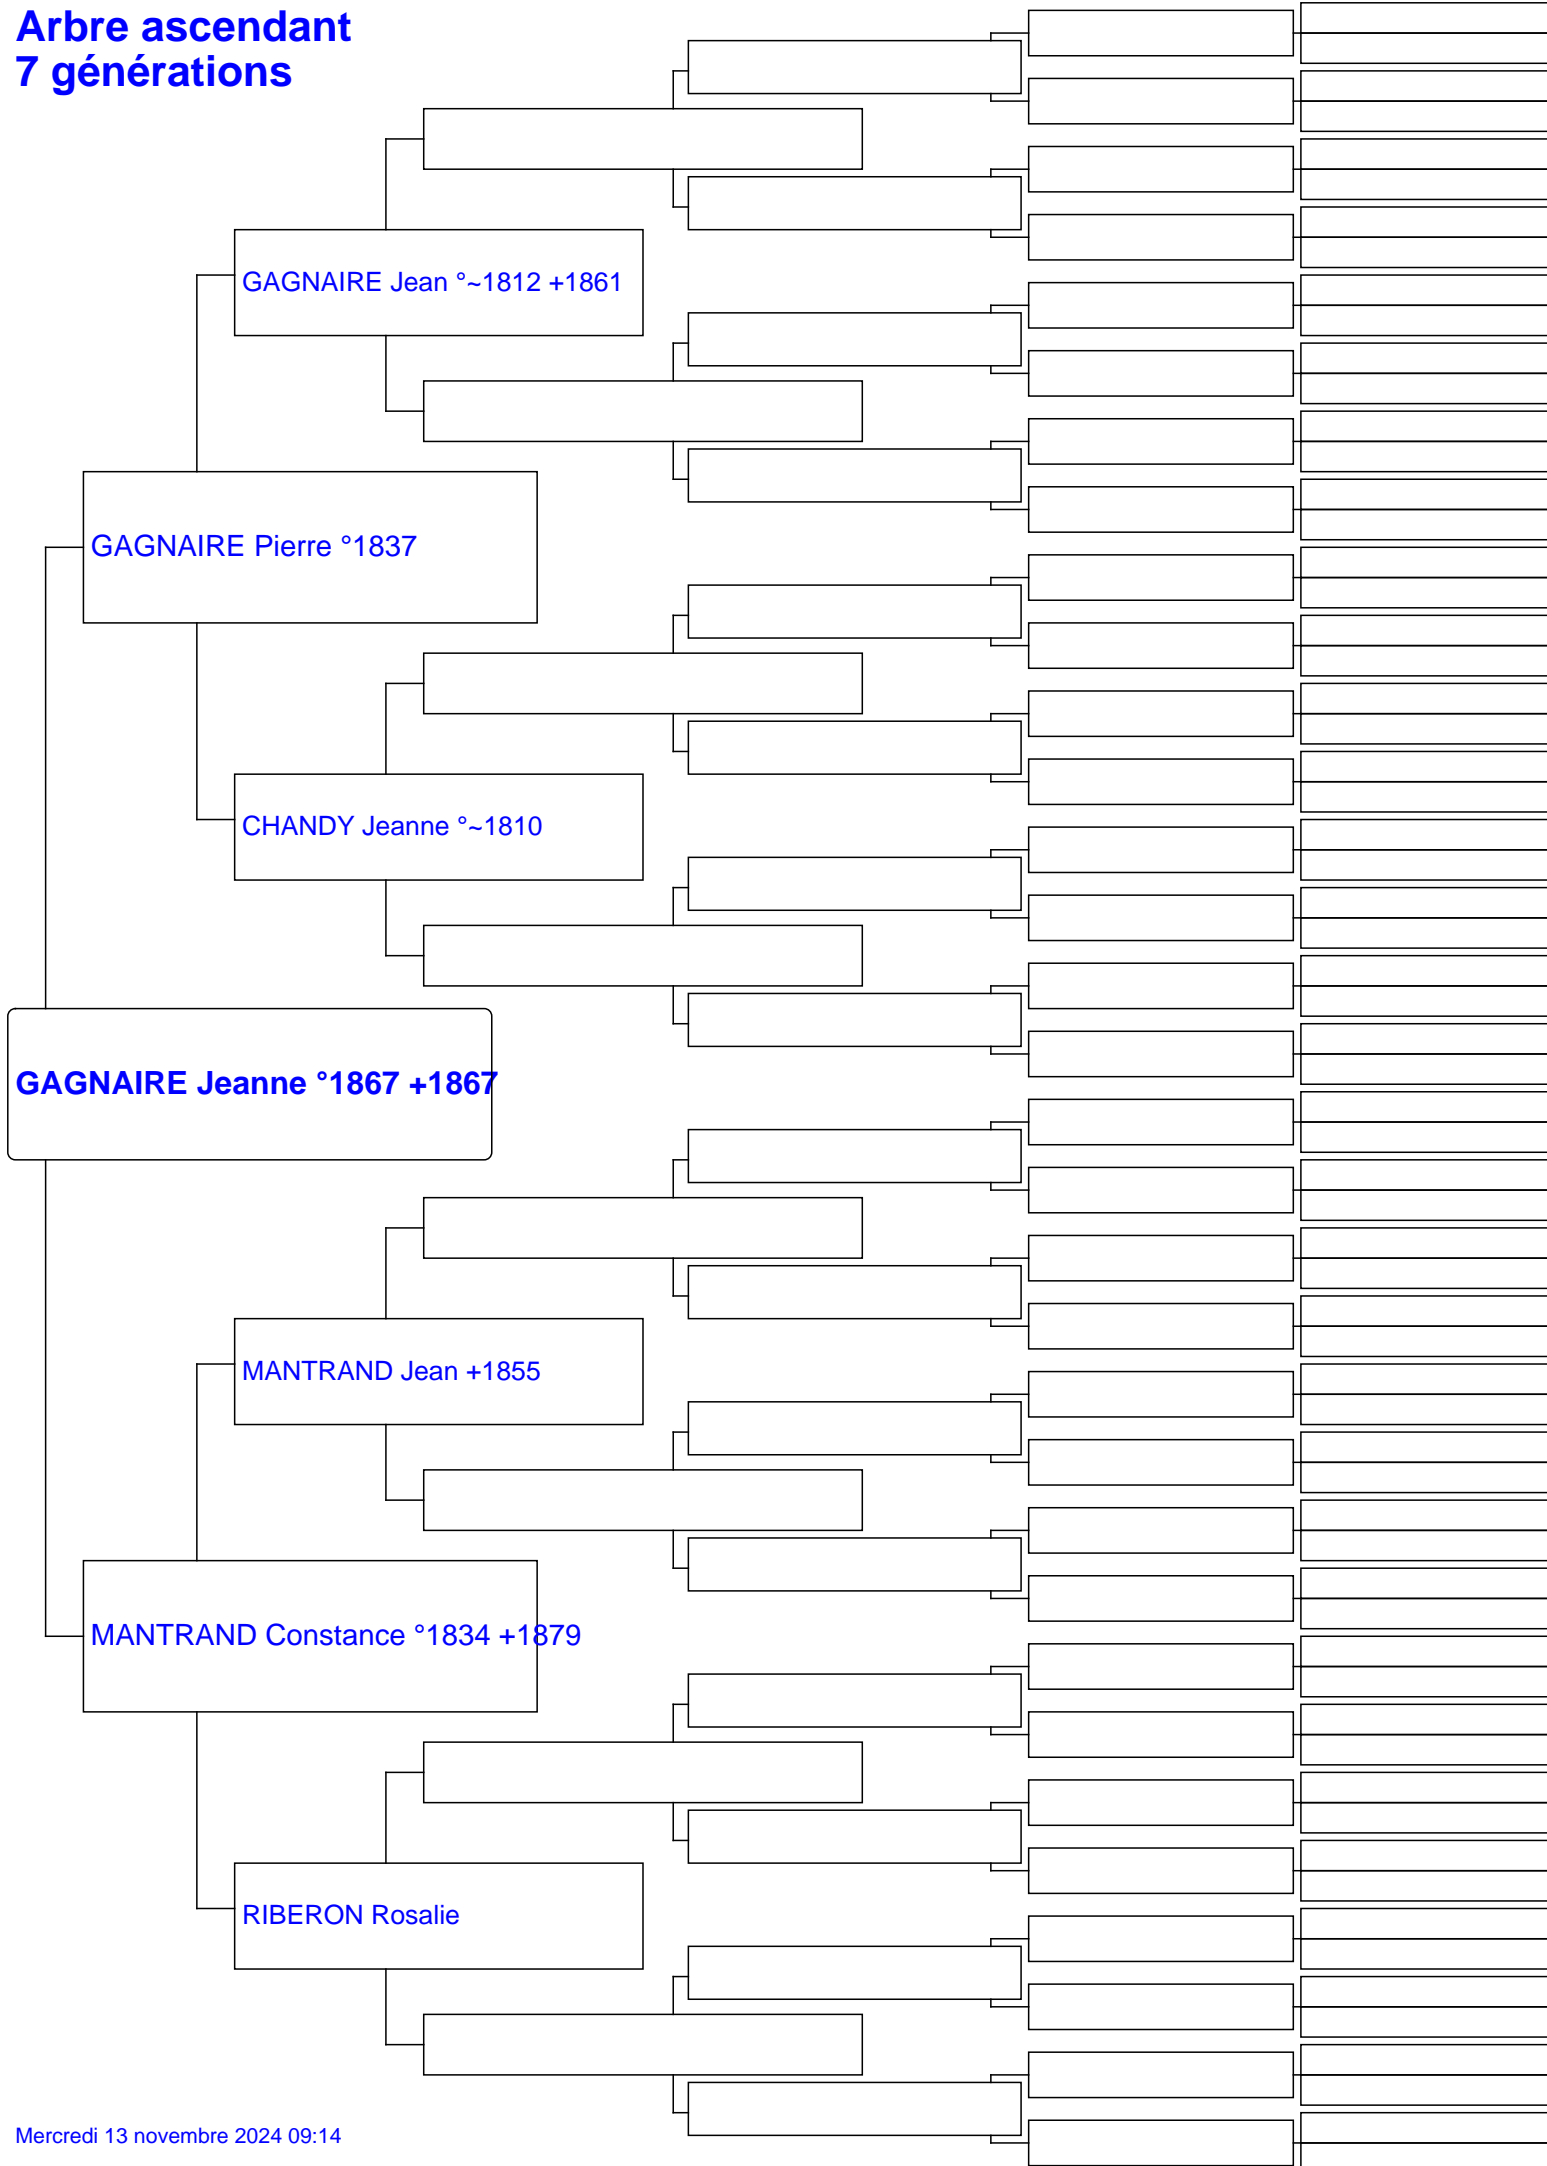 Arbre ascendant
7 générations
GAGNAIRE Jean °~1812 +1861
GAGNAIRE Pierre °1837
CHANDY Jeanne °~1810
GAGNAIRE Jeanne °1867 +1867
MANTRAND Jean +1855
MANTRAND Constance °1834 +1879
RIBERON Rosalie
Mercredi 13 novembre 2024 09:14